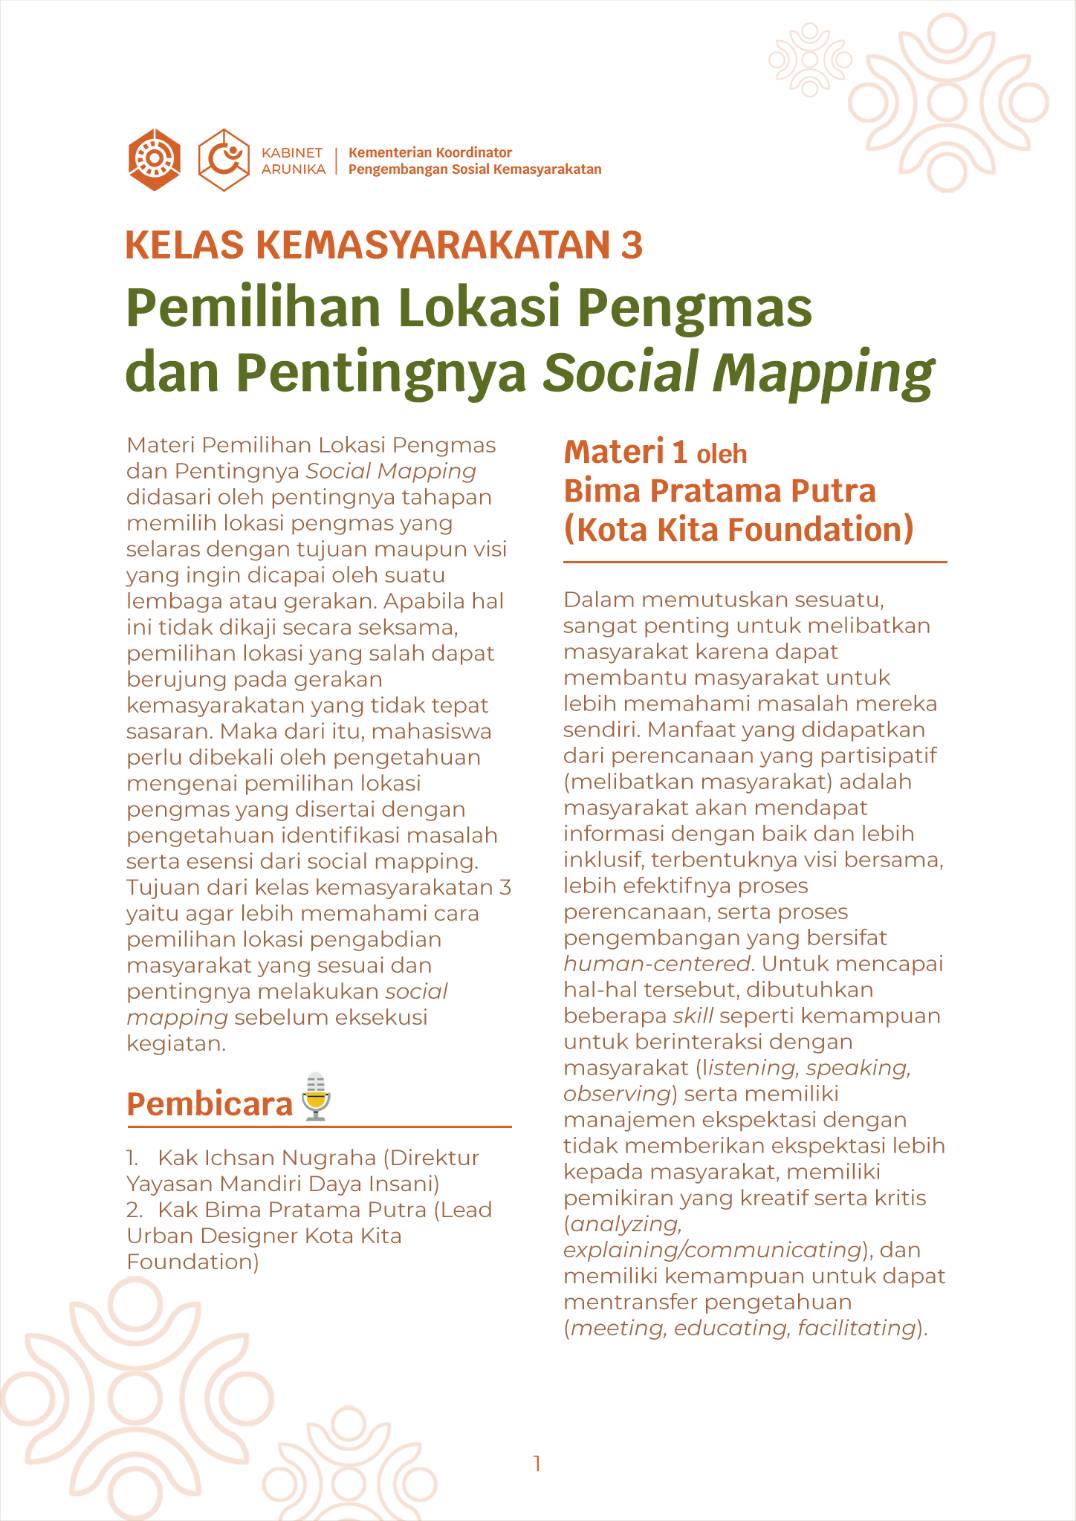 KABINET
ARUNIKA
Kementerian Koordinator
Pengembangan Sosial Kemasyarakatan
KELAS KEMASYARAKATAN 3
Pemilihan Lokasi Pengmas
dan Pentingnya Social Mapping
Materi Pemilihan Lokasi Pengmas
dan Pentingnya Social Mapping
didasari oleh pentingnya tahapan
memilih lokasi pengmas yang
selaras dengan tujuan maupun visi
yang ingin dicapai oleh suatu
lembaga atau gerakan. Apabila hal
ini tidak dikaji secara seksama,
pemilihan lokasi yang salah dapat
berujung pada gerakan
kemasyarakatan yang tidak tepat
sasaran. Maka dari itu, mahasiswa
perlu dibekali oleh pengetahuan
mengenai pemilihan lokasi
pengmas yang disertai dengan
pengetahuan identifikasi masalah
serta esensi dari social mapping.
Tujuan dari kelas kemasyarakatan 3
yaitu agar lebih memahami cara
pemilihan lokasi pengabdian
masyarakat yang sesuai dan
pentingnya melakukan social
mapping sebelum eksekusi
kegiatan.
Pembicara
1. Kak Ichsan Nugraha (Direktur
Yayasan Mandiri Daya Insani)
2. Kak Bima Pratama Putra (Lead
Urban Designer Kota Kita
Foundation)
Materi 1 oleh
Bima Pratama Putra
(Kota Kita Foundation)
Dalam memutuskan sesuatu,
sangat penting untuk melibatkan
masyarakat karena dapat
membantu masyarakat untuk
lebih memahami masalah mereka
sendiri. Manfaat yang didapatkan
dari perencanaan yang partisipatif
(melibatkan masyarakat) adalah
masyarakat akan mendapat
informasi dengan baik dan lebih
inklusif, terbentuknya visi bersama,
lebih efektifnya proses
perencanaan, serta proses
pengembangan yang bersifat
human-centered. Untuk mencapai
hal-hal tersebut, dibutuhkan
beberapa skill seperti kemampuan
untuk berinteraksi dengan
masyarakat (listening, speaking,
observing) serta memiliki
manajemen ekspektasi dengan
tidak memberikan ekspektasi lebih
kepada masyarakat, memiliki
pemikiran yang kreatif serta kritis
(analyzing,
explaining/communicating), dan
memiliki kemampuan untuk dapat
mentransfer pengetahuan
(meeting, educating, facilitating).
1